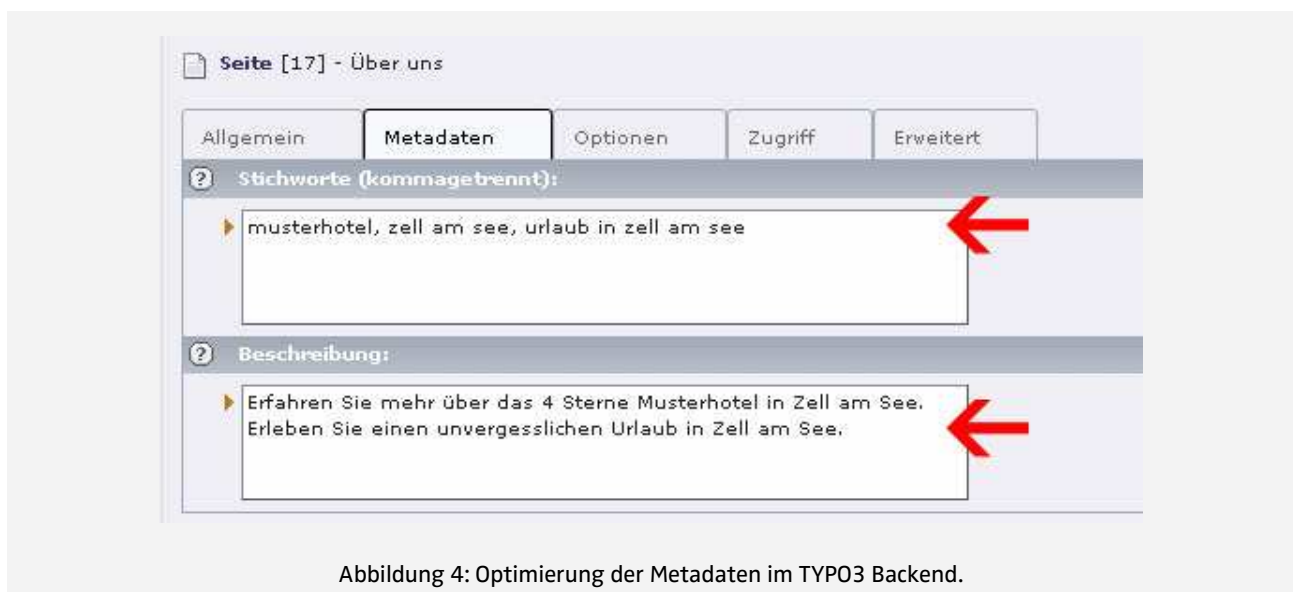 Seite [17] - Über uns
Allgemein Metadaten Optionen Zugriff Erweitert
? Stichworte (kommagetrennt):
musterhotel, zell am see, urlaub in zell am see
? Beschreibung:
Erfahren Sie mehr über das 4 Sterne Musterhotel in Zell am See.
Erleben Sie einen unvergesslichen Urlaub in Zell am See.
Abbildung 4: Optimierung der Metadaten im TYPO3 Backend.